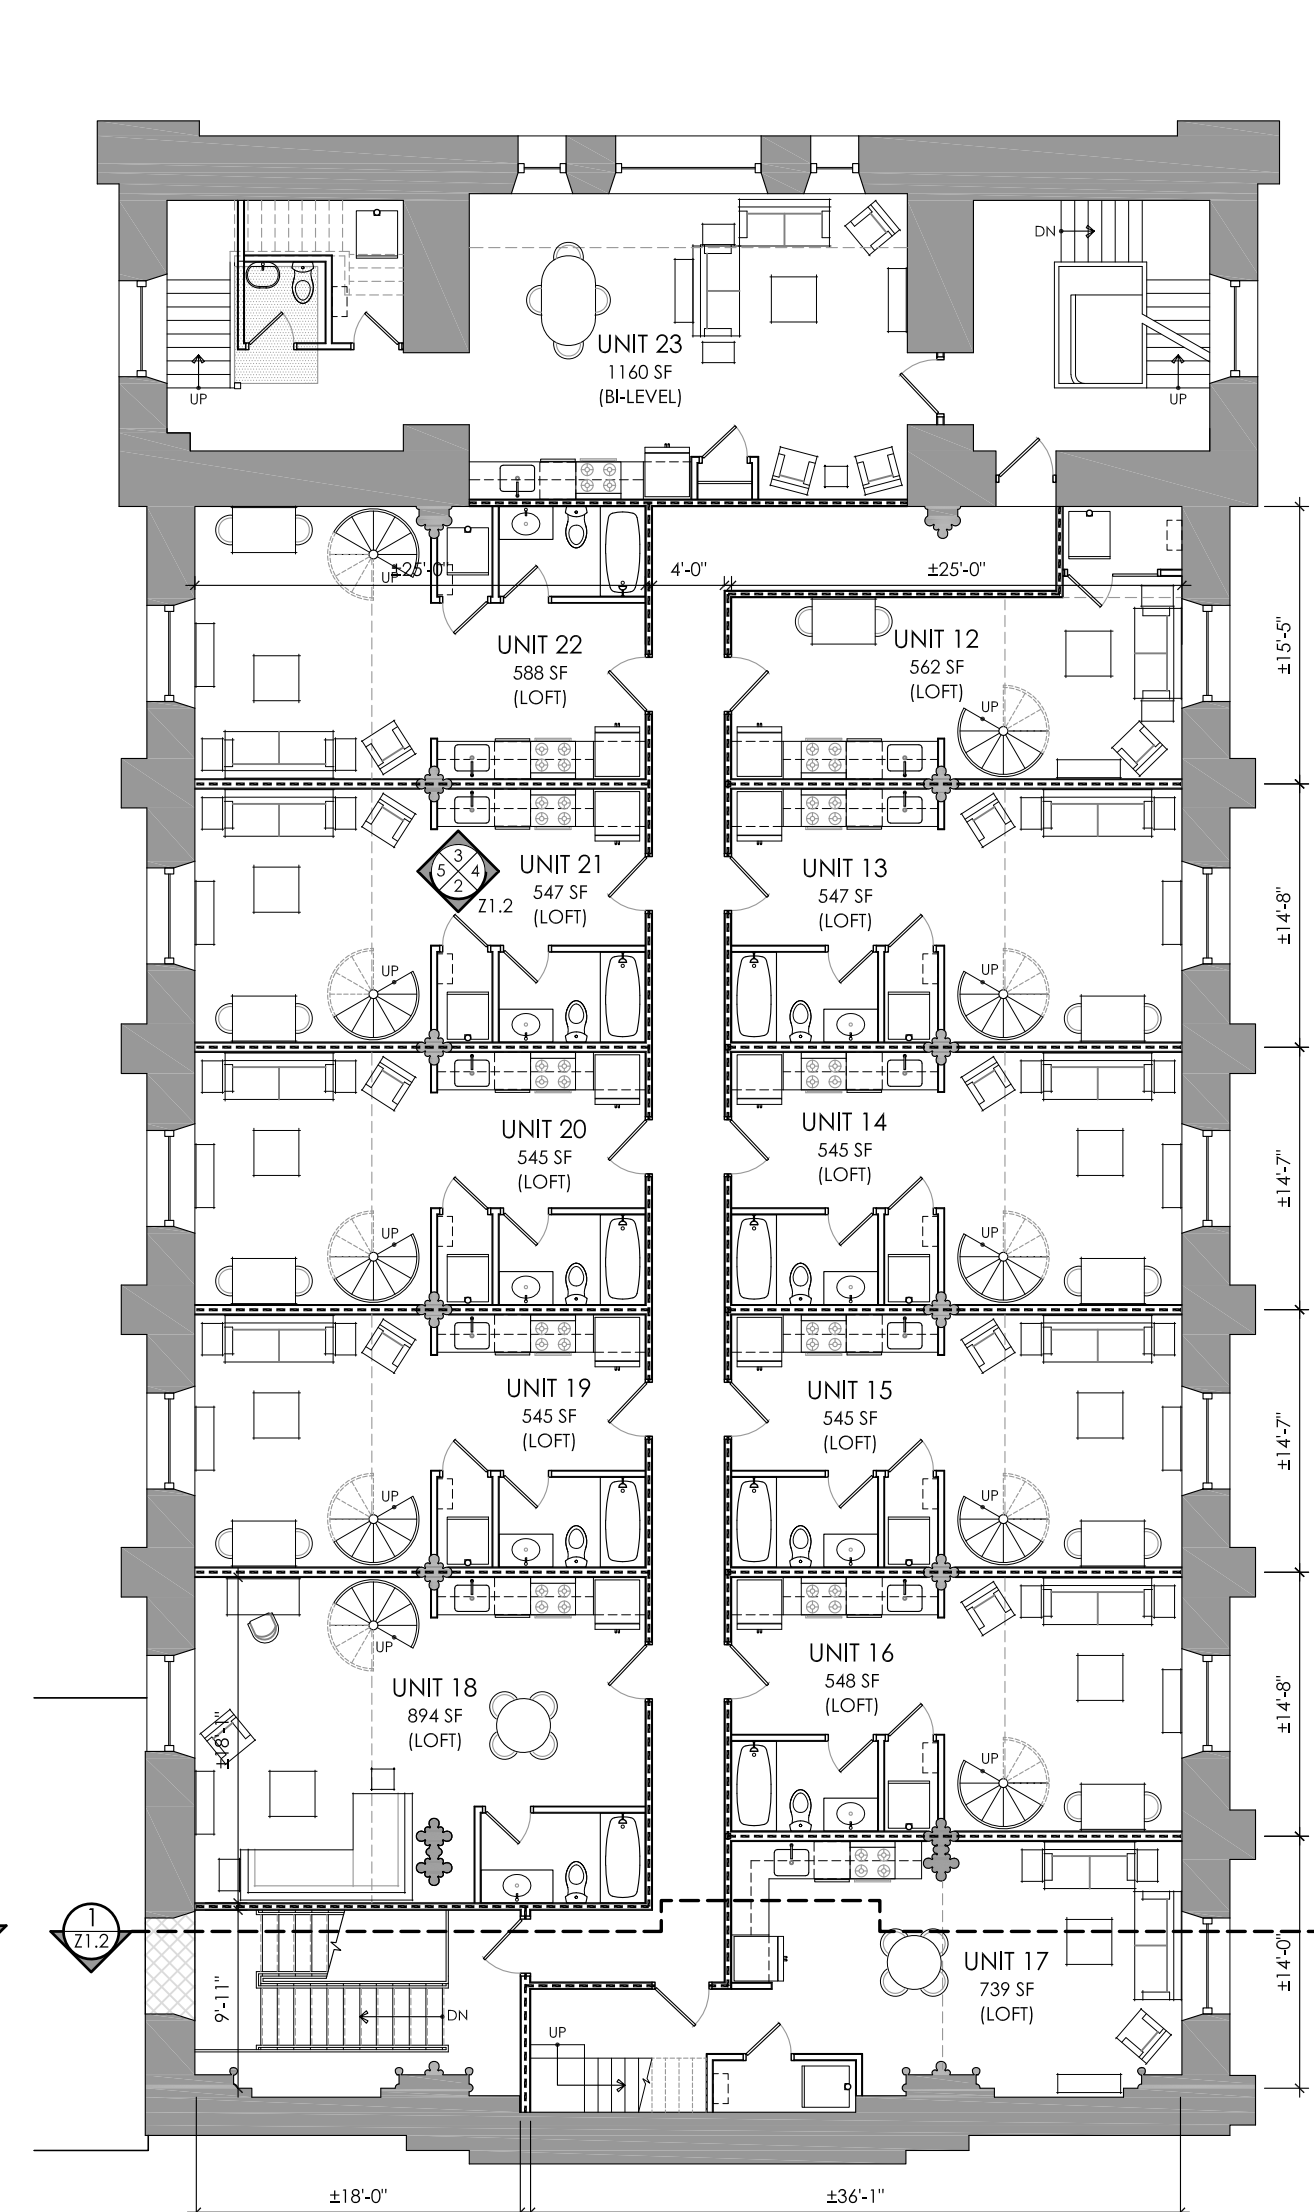 DN
UP
UP
UNIT 23
1160 SF
(BI-LEVEL)
±25'-0"
4'-0"
±25'-0"
UP
UNIT 22
588 SF
(LOFT)
UNIT 12
562 SF
(LOFT)
UP
±15'-5"
3
5 4
2
Z1.2
UNIT 21
547 SF
(LOFT)
UNIT 13
547 SF
(LOFT)
±14'-8"
UP
UP
UNIT 20
545 SF
(LOFT)
UNIT 14
545 SF
(LOFT)
±14'-7"
UP
UP
UNIT 19
545 SF
(LOFT)
UNIT 15
545 SF
(LOFT)
±14'-7"
UP
UP
UP
UNIT 18
894 SF
(LOFT)
UNIT 16
548 SF
(LOFT)
±14'-8"
±18'-1"
UP
1
Z1.2
UNIT 17
739 SF
(LOFT)
±14'-0"
9'-11"
DN
UP
±18'-0"
±36'-1"